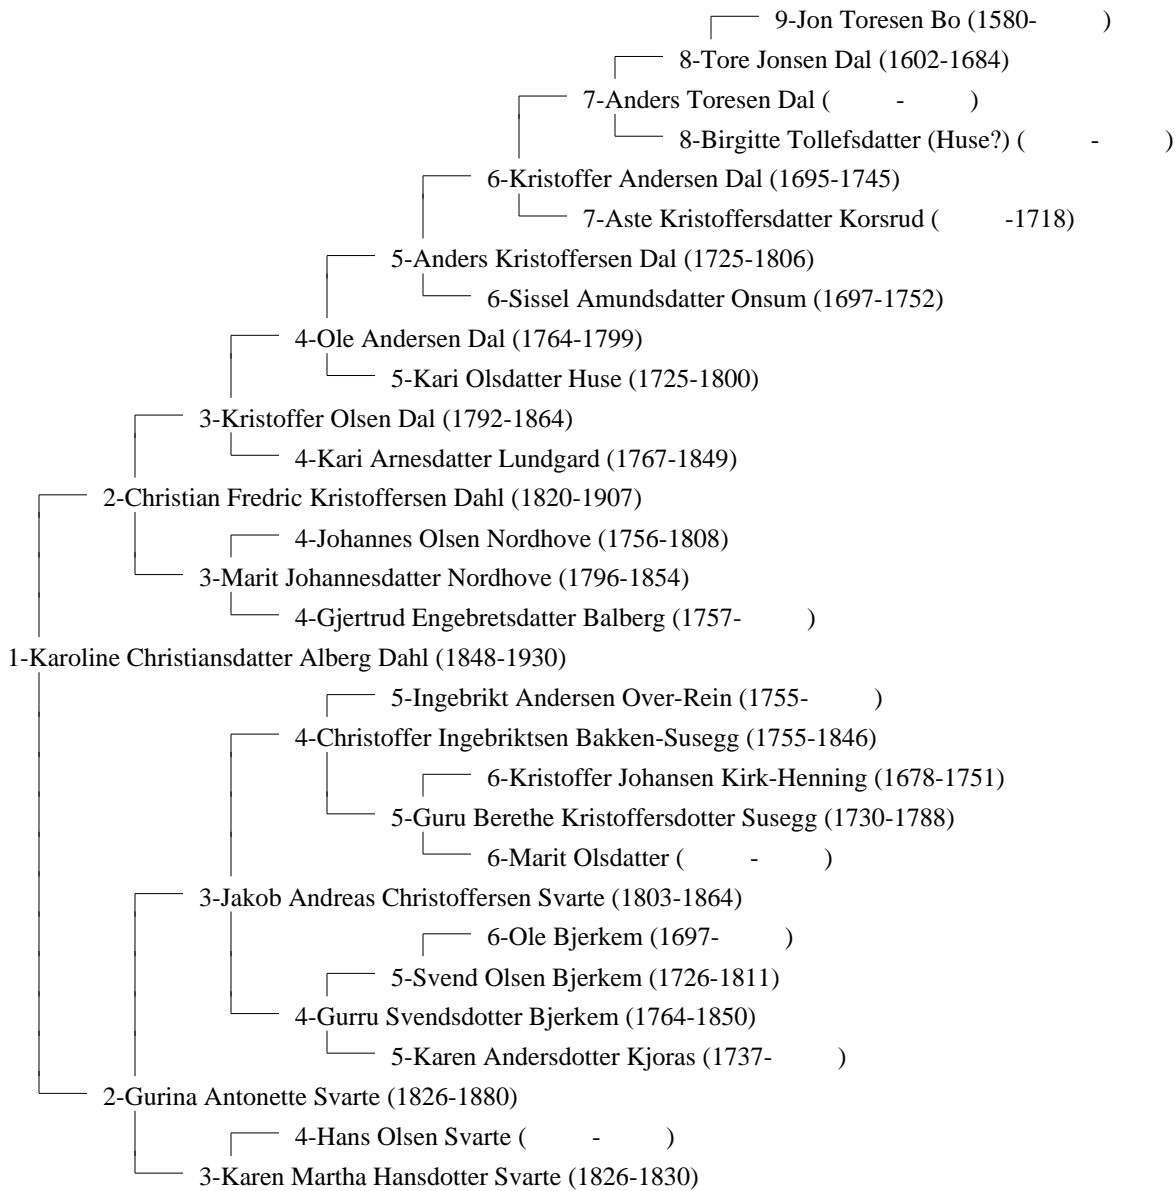 9-Jon Toresen Bo (1580- )
8-Tore Jonsen Dal (1602-1684)
7-Anders Toresen Dal ( - )
8-Birgitte Tollefsdatter (Huse?) ( - )
6-Kristoffer Andersen Dal (1695-1745)
7-Aste Kristoffersdatter Korsrud ( -1718)
5-Anders Kristoffersen Dal (1725-1806)
6-Sissel Amundsdatter Onsum (1697-1752)
4-Ole Andersen Dal (1764-1799)
5-Kari Olsdatter Huse (1725-1800)
3-Kristoffer Olsen Dal (1792-1864)
4-Kari Arnesdatter Lundgard (1767-1849)
2-Christian Fredric Kristoffersen Dahl (1820-1907)
4-Johannes Olsen Nordhove (1756-1808)
3-Marit Johannesdatter Nordhove (1796-1854)
4-Gjertrud Engebretsdatter Balberg (1757- )
1-Karoline Christiansdatter Alberg Dahl (1848-1930)
5-Ingebrikt Andersen Over-Rein (1755- )
4-Christoffer Ingebriktsen Bakken-Susegg (1755-1846)
6-Kristoffer Johansen Kirk-Henning (1678-1751)
5-Guru Berethe Kristoffersdotter Susegg (1730-1788)
6-Marit Olsdatter ( - )
3-Jakob Andreas Christoffersen Svarte (1803-1864)
6-Ole Bjerkem (1697- )
5-Svend Olsen Bjerkem (1726-1811)
4-Gurru Svendsdotter Bjerkem (1764-1850)
5-Karen Andersdotter Kjoras (1737- )
2-Gurina Antonette Svarte (1826-1880)
4-Hans Olsen Svarte ( - )
3-Karen Martha Hansdotter Svarte (1826-1830)